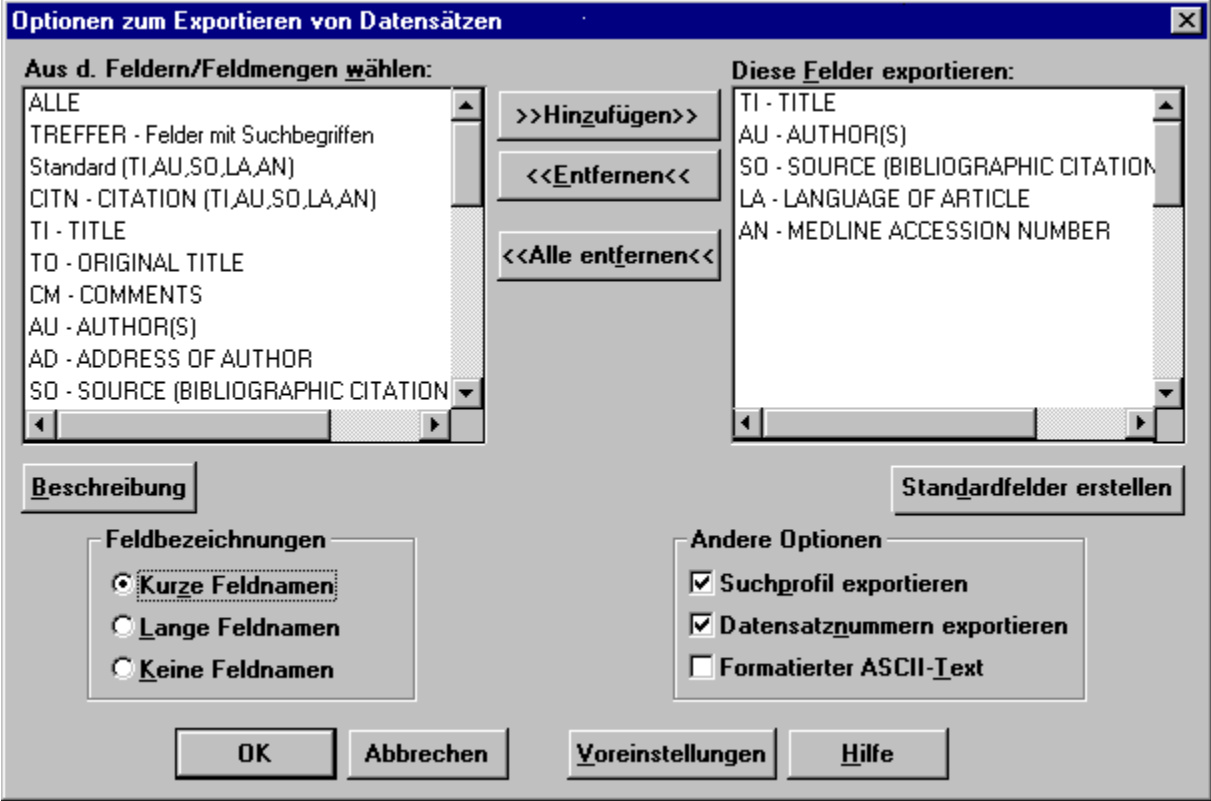 Optionen zum Exportieren von Datensätzen
Aus d. Feldern/Feldmengen wählen:
ALLE
TREFFER - Felder mit Suchbegriffen
Standard (TI,AU,SO,LA,AN)
CITN - CITATION (TI,AU,SO,LA,AN)
TI - TITLE
TO - ORIGINAL TITLE
CM - COMMENTS
AU - AUTHOR(S)
AD - ADDRESS OF AUTHOR
SO - SOURCE (BIBLIOGRAPHIC CITATION
>>Hinzufügen>>
<<Entfernen<<
<<Alle entfernen<<
Diese Felder exportieren:
TI - TITLE
AU - AUTHOR(S)
SO - SOURCE (BIBLIOGRAPHIC CITATION
LA - LANGUAGE OF ARTICLE
AN - MEDLINE ACCESSION NUMBER
Beschreibung
Standardfelder erstellen
Feldbezeichnungen
Kurze Feldnamen
Lange Feldnamen
Keine Feldnamen
Andere Optionen
Suchprofil exportieren
Datensatznummern exportieren
Formatierter ASCII-Text
OK
Abbrechen
Voreinstellungen
Hilfe